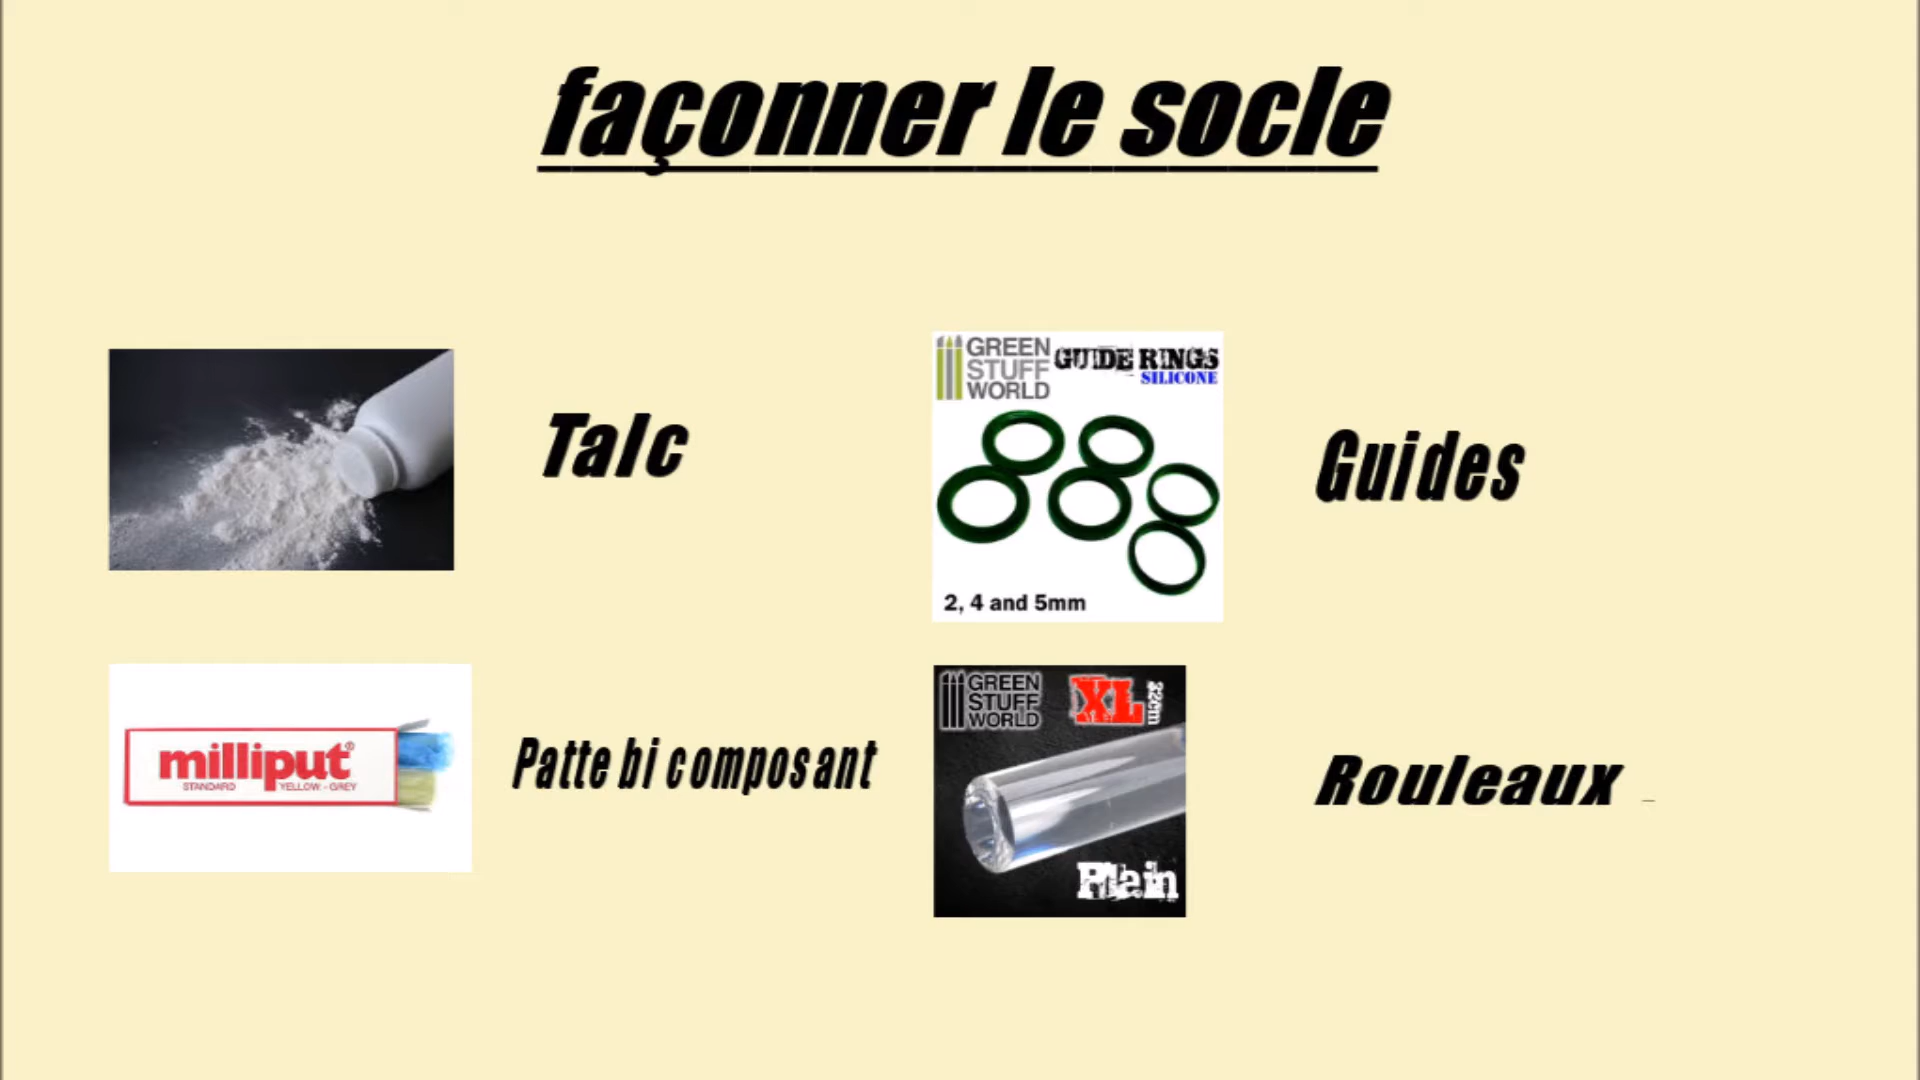 façonner le socle
Talc
GREEN
STUFF
WORLD
GUIDE RINGS
SILICONE
2, 4 and 5mm
Guides
milliput®
STANDARD YELLOW - GREY
Patte bi composant
GREEN
STUFF
WORLD
XL
22cm
Plain
Rouleaux